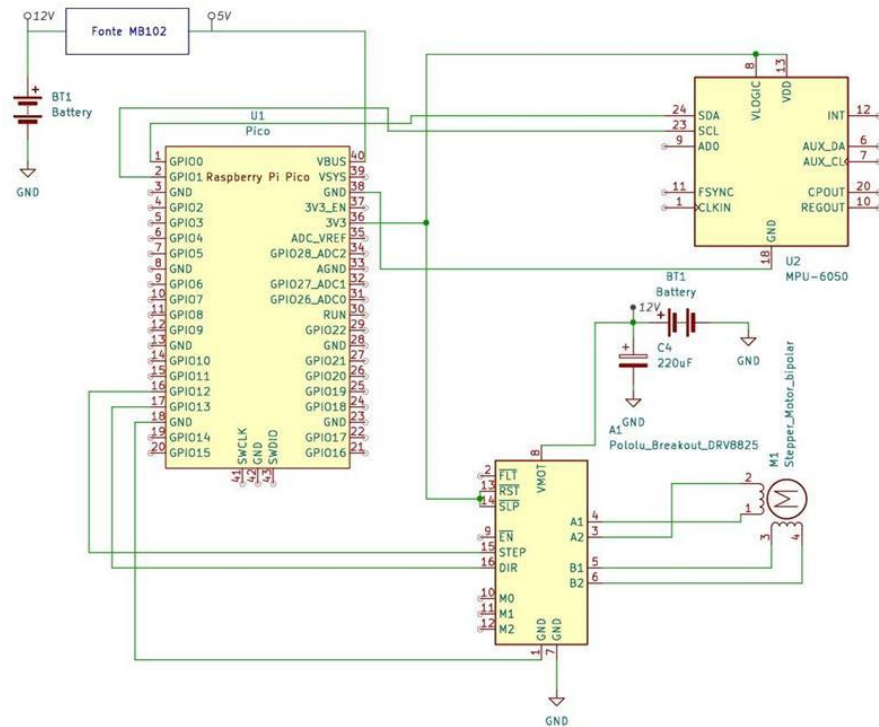 12V
Fonte MB102
5V
BT1
Battery
GND
U1
Pico
Raspberry Pi Pico
1 GPIO0
2 GPIO1
3 GND
4 GPIO2
5 GPIO3
6 GPIO4
7 GPIO5
8 GND
9 GPIO6
10 GPIO7
11 GPIO8
12 GPIO9
13 GND
14 GPIO10
15 GPIO11
16 GPIO12
17 GPIO13
18 GND
19 GPIO14
20 GPIO15
VBUS 40
VSYS 39
GND 38
3V3_EN 37
3V3 36
ADC_VREF 35
GPIO28_ADC2 34
AGND 33
GPIO27_ADC1 32
GPIO26_ADC0 31
RUN 30
GPIO22 29
GND 28
GPIO21 27
GPIO20 26
GPIO19 25
GPIO18 24
GND 23
GPIO17 22
GPIO16 21
SWCLK 41
GND 42
SWDIO 43
8 VLOGIC
13 VDD
24 SDA
23 SCL
9 AD0
11 FSYNC
1 CLKIN
INT 12
AUX_DA 6
AUX_CL 7
CPOUT 20
REGOUT 10
GND 18
U2
MPU-6050
BT1
Battery
12V
C4
220uF
GND
GND
A1
Pololu_Breakout_DRV8825
8 VMOT
2 FLT
13 RST
14 SLP
9 EN
15 STEP
16 DIR
10 M0
11 M1
12 M2
A1 4
A2 3
B1 5
B2 6
GND 1
GND 7
GND
M1
Stepper_Motor_bipolar
M
2
1
3
4